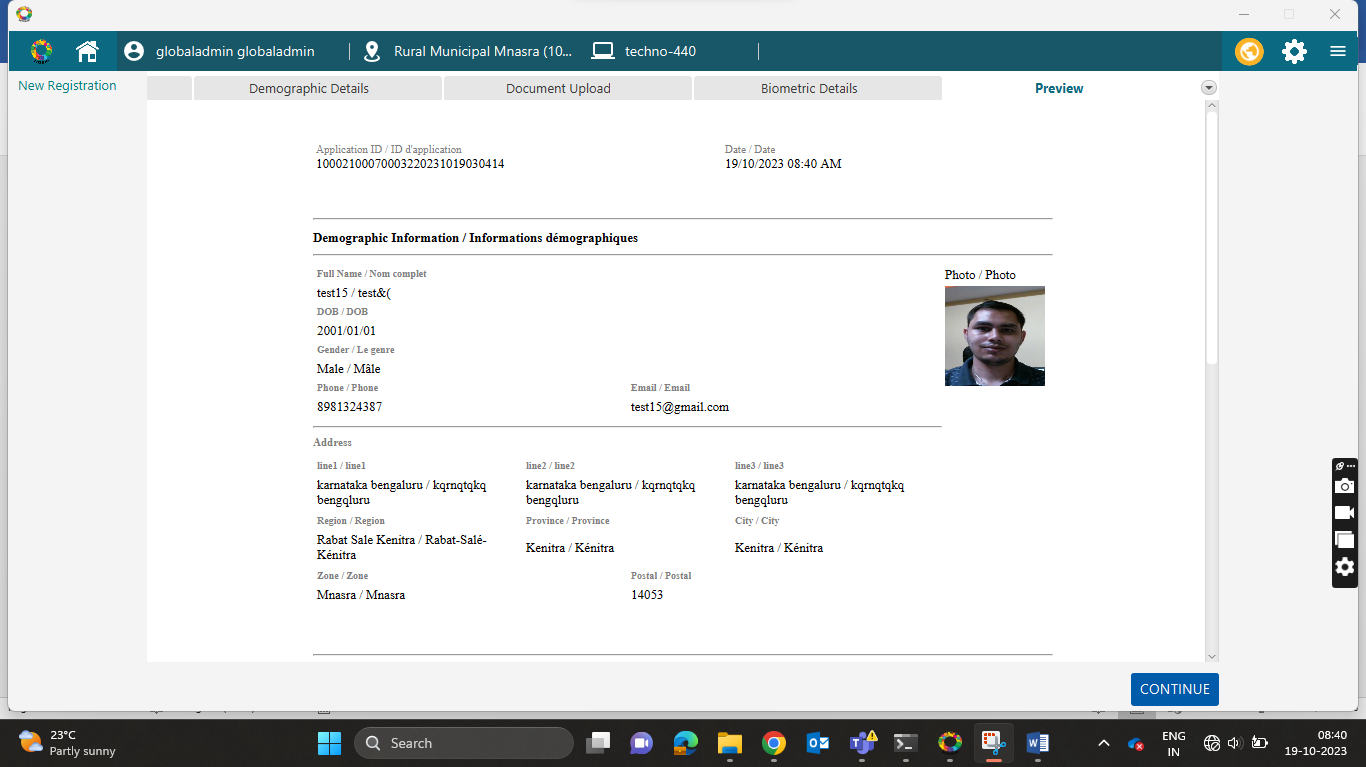 globaladmin globaladmin
Rural Municipal Mnasra (10...
techno-440
New Registration
Demographic Details
Document Upload
Biometric Details
Preview
Application ID / ID d'application
Date / Date
10002100070003220231019030414
19/10/2023 08:40 AM
Demographic Information / Informations démographiques
Full Name / Nom complet
Photo / Photo
test15 / test&(
DOB / DOB
2001/01/01
Gender / Le genre
Male / Mâle
Phone / Phone
Email / Email
8981324387
test15@gmail.com
Address
line1 / line1
line2 / line2
line3 / line3
karnataka bengaluru / kqrnqtqkq
bengqluru
karnataka bengaluru / kqrnqtqkq
bengqluru
karnataka bengaluru / kqrnqtqkq
bengqluru
Region / Region
Province / Province
City / City
Rabat Sale Kenitra / Rabat-Salé-
Kénitra
Kenitra / Kénitra
Kenitra / Kénitra
Zone / Zone
Postal / Postal
Mnasra / Mnasra
14053
CONTINUE
23°C
Partly sunny
Search
ENG
IN
08:40
19-10-2023